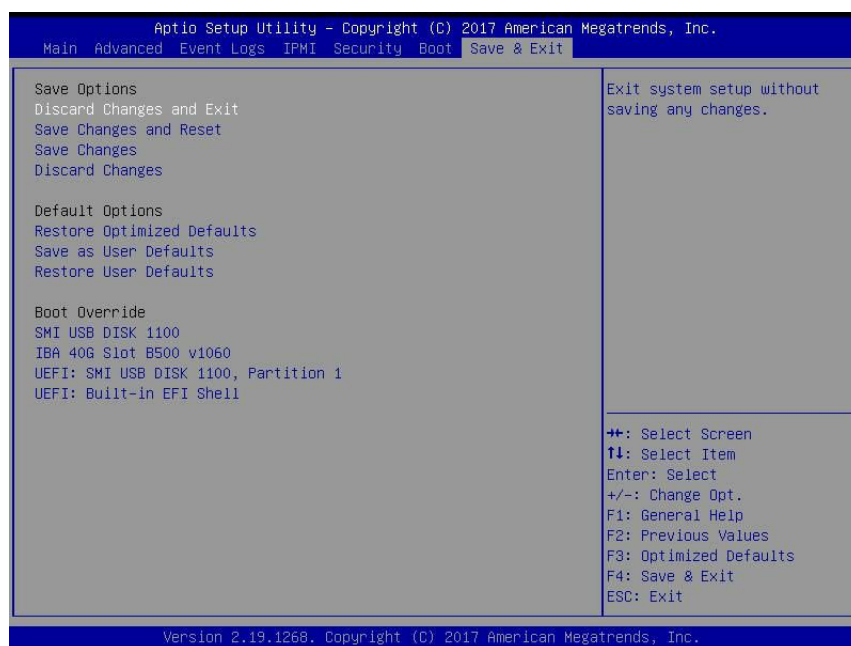 Aptio Setup Utility – Copyright (C) 2017 American Megatrends, Inc.
Main Advanced Event Logs IPMI Security Boot Save & Exit
Save Options
Discard Changes and Exit
Save Changes and Reset
Save Changes
Discard Changes
Default Options
Restore Optimized Defaults
Save as User Defaults
Restore User Defaults
Boot Override
SMI USB DISK 1100
IBA 40G Slot B500 v1060
UEFI: SMI USB DISK 1100, Partition 1
UEFI: Built-in EFI Shell
Exit system setup without
saving any changes.
→←: Select Screen
↑↓: Select Item
Enter: Select
+/-: Change Opt.
F1: General Help
F2: Previous Values
F3: Optimized Defaults
F4: Save & Exit
ESC: Exit
Version 2.19.1268. Copyright (C) 2017 American Megatrends, Inc.